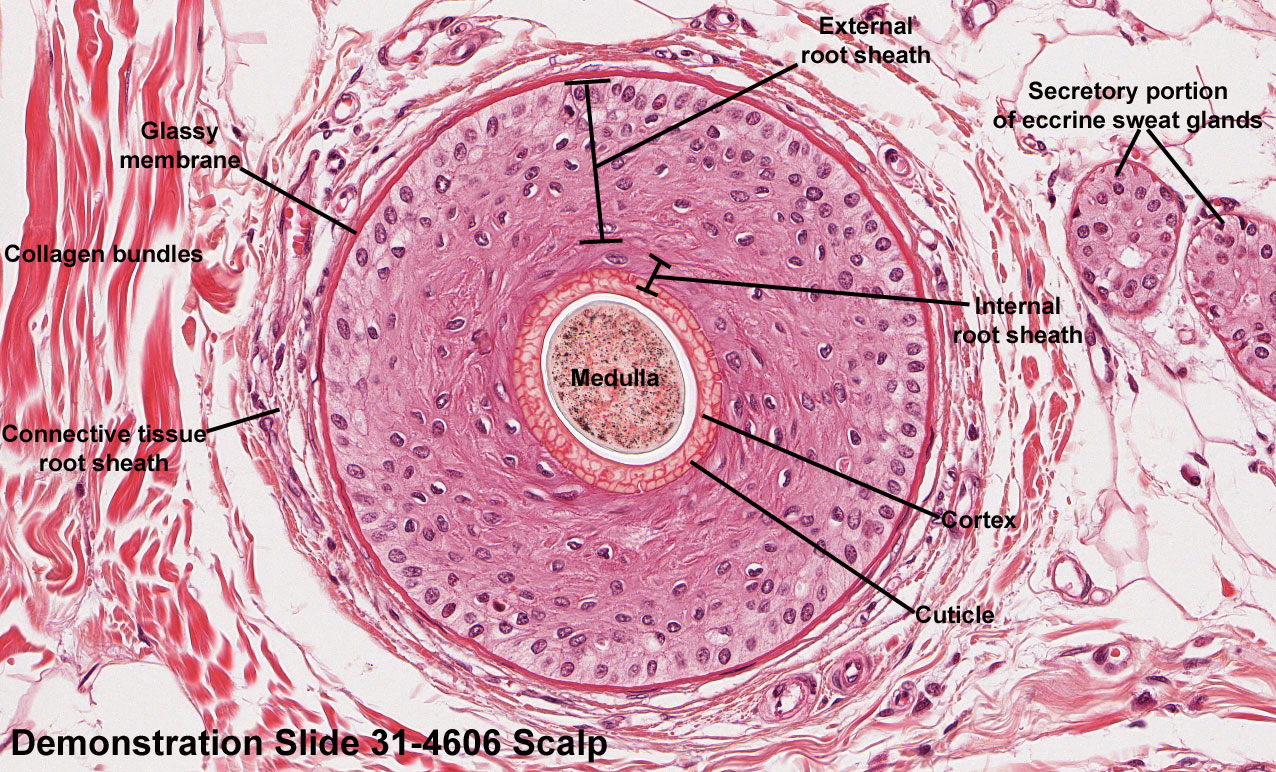 External
root sheath
Secretory portion
of eccrine sweat glands
Glassy
membrane
Collagen bundles
Internal
root sheath
Medulla
Connective tissue
root sheath
Cortex
Cuticle
Demonstration Slide 31-4606 Scalp